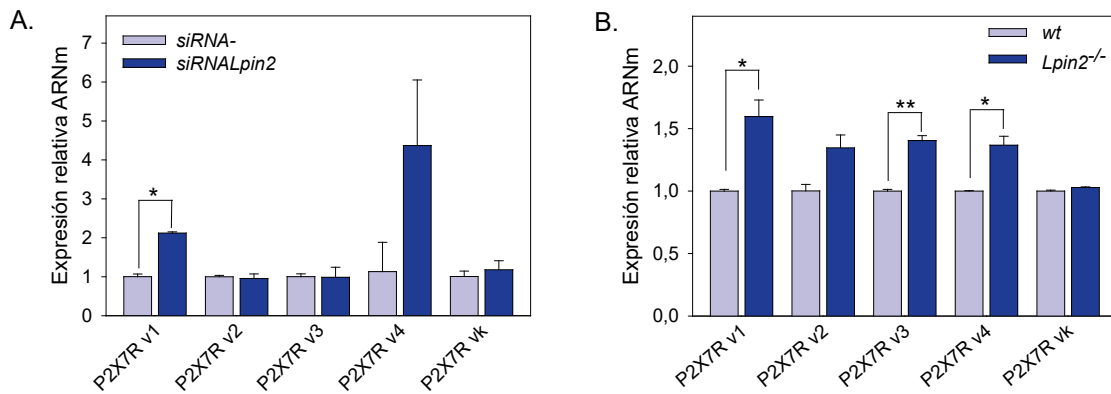 A.
Expresión relativa ARNm
7
6
5
4
3
2
1
0
siRNA-
siRNALpin2
*
P2X7R v1
P2X7R v2
P2X7R v3
P2X7R v4
P2X7R vk
B.
Expresión relativa ARNm
2,0
1,5
1,0
0,5
0,0
wt
Lpin2-/-
*
**
*
P2X7R v1
P2X7R v2
P2X7R v3
P2X7R v4
P2X7R vk